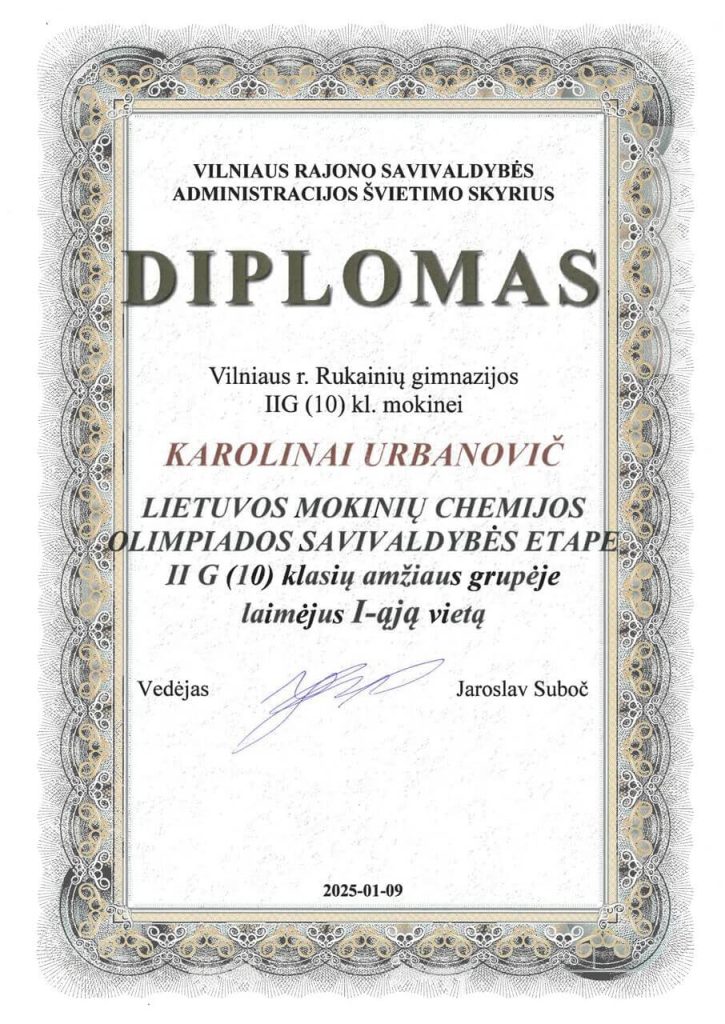 VILNIAUS RAJONO SAVIVALDYBĖS
ADMINISTRACIJOS ŠVIETIMO SKYRIUS
DIPLOMAS
Vilniaus r. Rukainių gimnazijos
IIG (10) kl. mokinei
KAROLINAI URBANOVIČ
LIETUVOS MOKINIŲ CHEMIJOS
OLIMPIADOS SAVIVALDYBĖS ETAPE
II G (10) klasių amžiaus grupėje
laimėjus I-ąją vietą
Vedėjas Jaroslav Suboč
2025-01-09